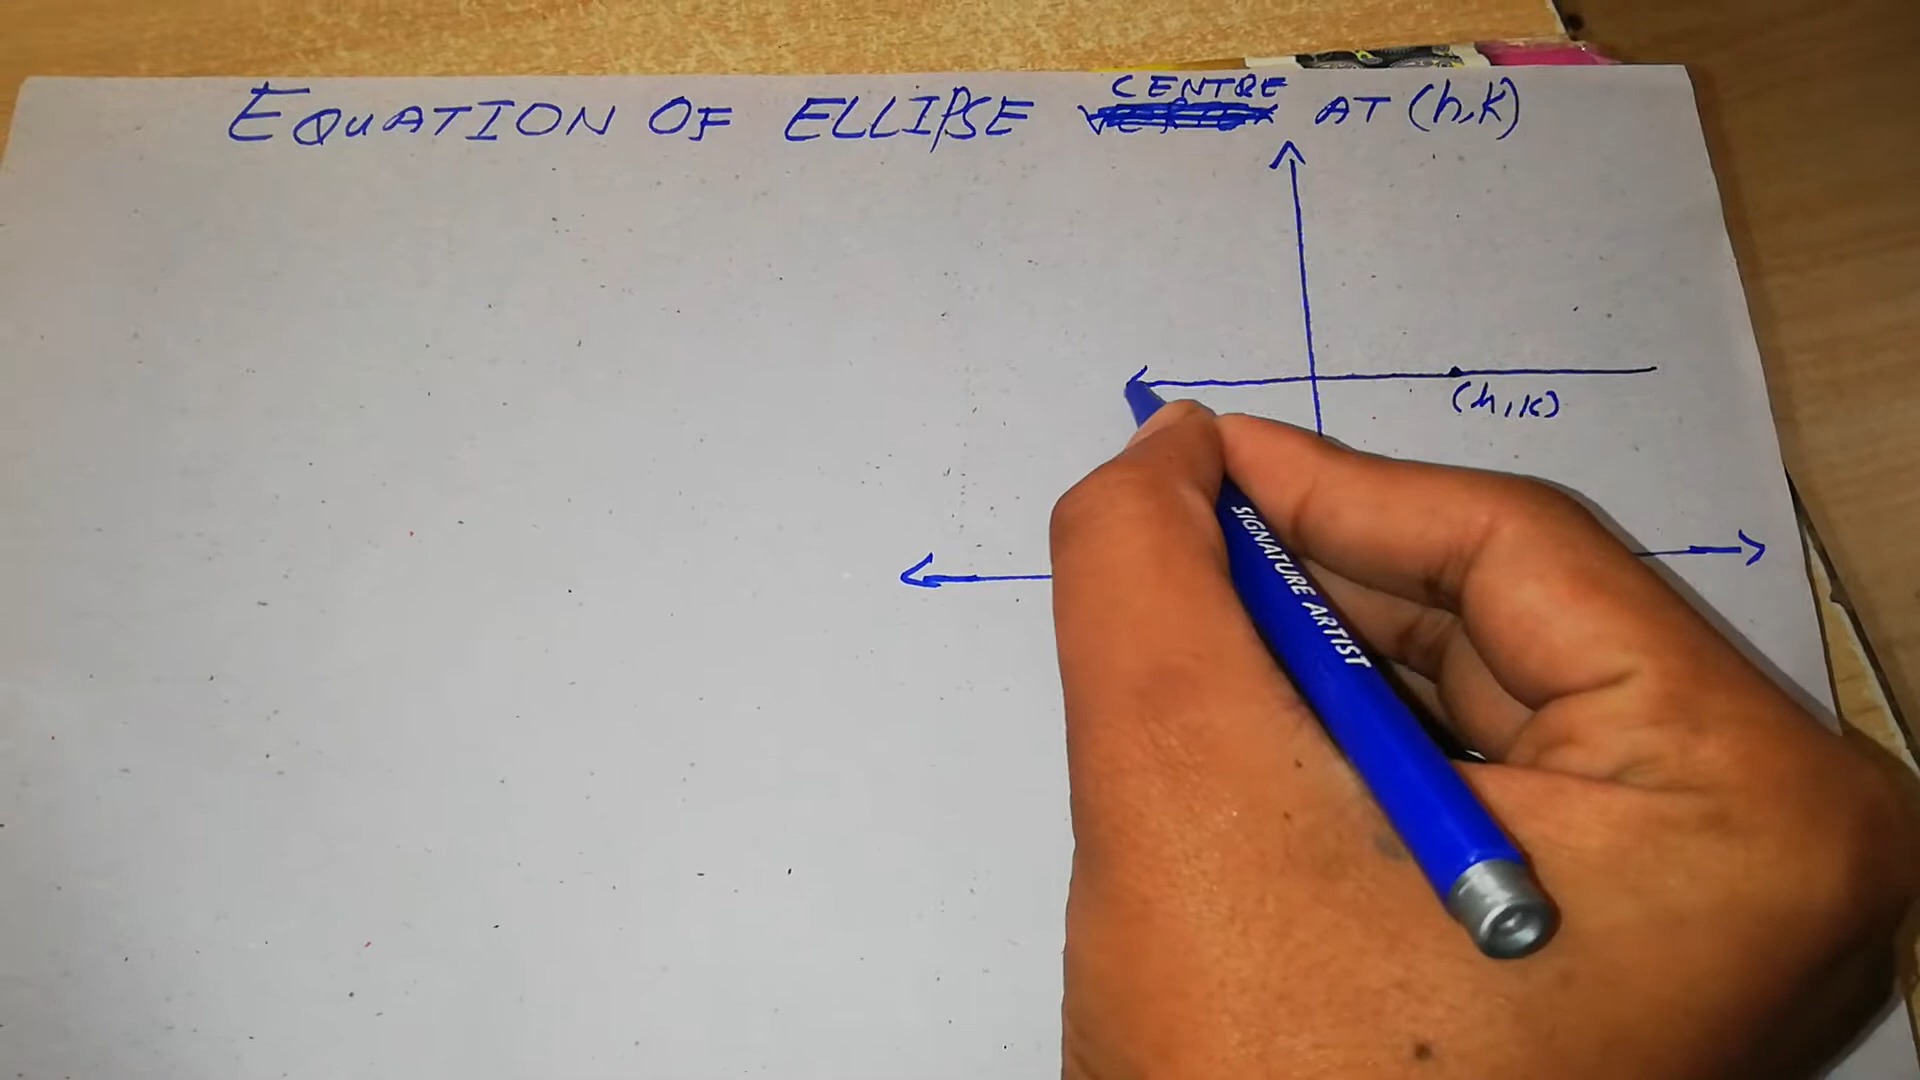 EQUATION OF ELLIPSE CENTRE AT (h,k)
(h,k)
SIGNATURE ARTIST